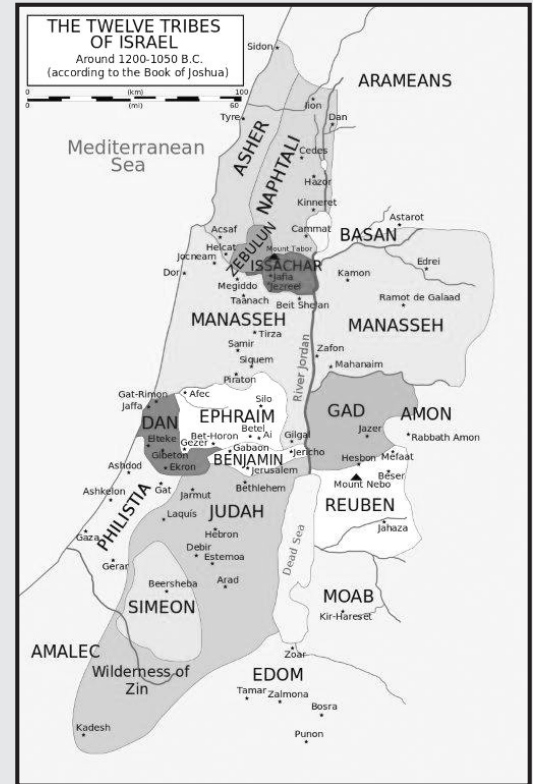 THE TWELVE TRIBES
OF ISRAEL
Around 1200-1050 B.C.
(according to the Book of Joshua)
0 (km) 100
0 (mi) 60
Sidon
ARAMEANS
Ijon
Tyre
Dan
Mediterranean
Sea
ASHER
NAPHTALI
Cedes
Hazor
Kinneret
Astarot
Acsaf
Cammat
BASAN
Helcat
ZEBULUN
Mount Tabor
Jocneam
ISSACHAR
Edrei
Dor
Jafia
Kamon
Megiddo
Jezreel
Taanach
Beit She'an
Ramot de Galaad
MANASSEH
MANASSEH
Tirza
Samir
Zafon
Siquem
Mahanaim
Piraton
River Jordan
Gat-Rimon
Afec
Jaffa
Silo
GAD
DAN
EPHRAIM
AMON
Elteke
Bet-Horon
Betel
Ai
Gilgal
Jazer
Rabbath Amon
Gezer
Gibeton
Gabaon
Jericho
Mefaat
BENJAMIN
Hesbon
Ashdod
Ekron
Jerusalem
Beser
Mount Nebo
Gat
Bethlehem
Ashkelon
Jarmut
REUBEN
PHILISTIA
Laquis
JUDAH
Jahaza
Gaza
Hebron
Dead Sea
Debir
Gerar
Estemoa
Beersheba
Arad
MOAB
SIMEON
Kir-Hareset
AMALEC
Zoar
Wilderness of
Zin
EDOM
Tamar
Zalmona
Bosra
Kadesh
Punon